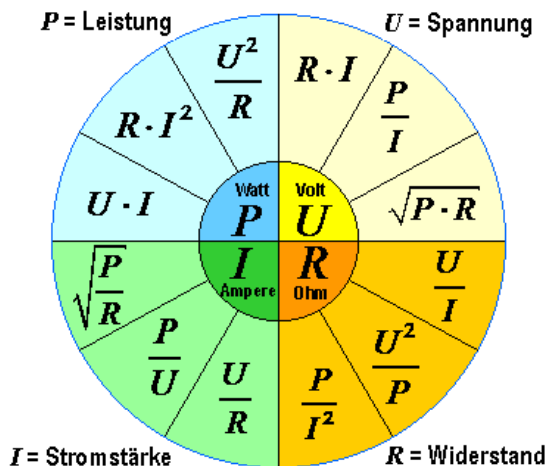 P = Leistung
U = Spannung
U²/R
R · I
R · I²
P/I
U · I
√(P · R)
Watt
P
Volt
U
I
Ampere
R
Ohm
√(P/R)
U/I
P/U
U²/P
U/R
P/I²
I = Stromstärke
R = Widerstand